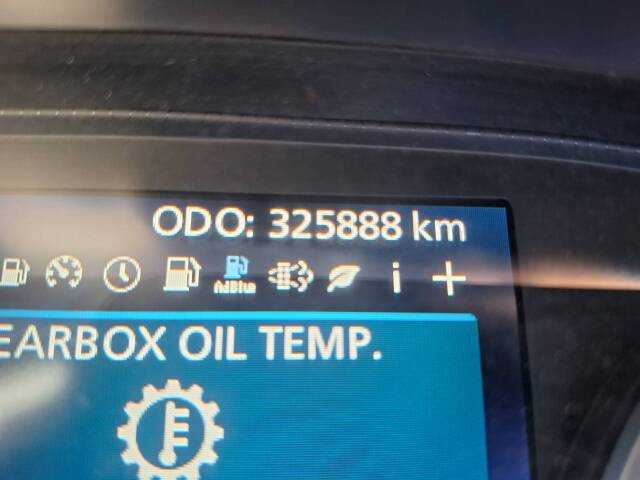 ODO: 325888 km
AdBlue
EARBOX OIL TEMP.